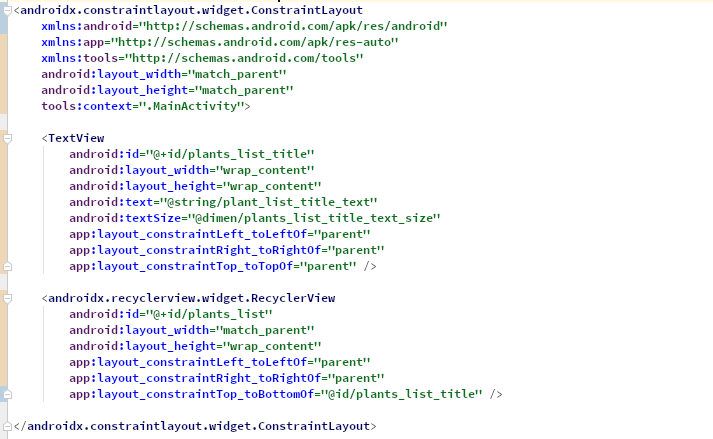 <androidx.constraintlayout.widget.ConstraintLayout
    xmlns:android="http://schemas.android.com/apk/res/android"
    xmlns:app="http://schemas.android.com/apk/res-auto"
    xmlns:tools="http://schemas.android.com/tools"
    android:layout_width="match_parent"
    android:layout_height="match_parent"
    tools:context=".MainActivity">

    <TextView
        android:id="@+id/plants_list_title"
        android:layout_width="wrap_content"
        android:layout_height="wrap_content"
        android:text="@string/plant_list_title_text"
        android:textSize="@dimen/plants_list_title_text_size"
        app:layout_constraintLeft_toLeftOf="parent"
        app:layout_constraintRight_toRightOf="parent"
        app:layout_constraintTop_toTopOf="parent" />

    <androidx.recyclerview.widget.RecyclerView
        android:id="@+id/plants_list"
        android:layout_width="match_parent"
        android:layout_height="wrap_content"
        app:layout_constraintLeft_toLeftOf="parent"
        app:layout_constraintRight_toRightOf="parent"
        app:layout_constraintTop_toBottomOf="@id/plants_list_title" />

</androidx.constraintlayout.widget.ConstraintLayout>